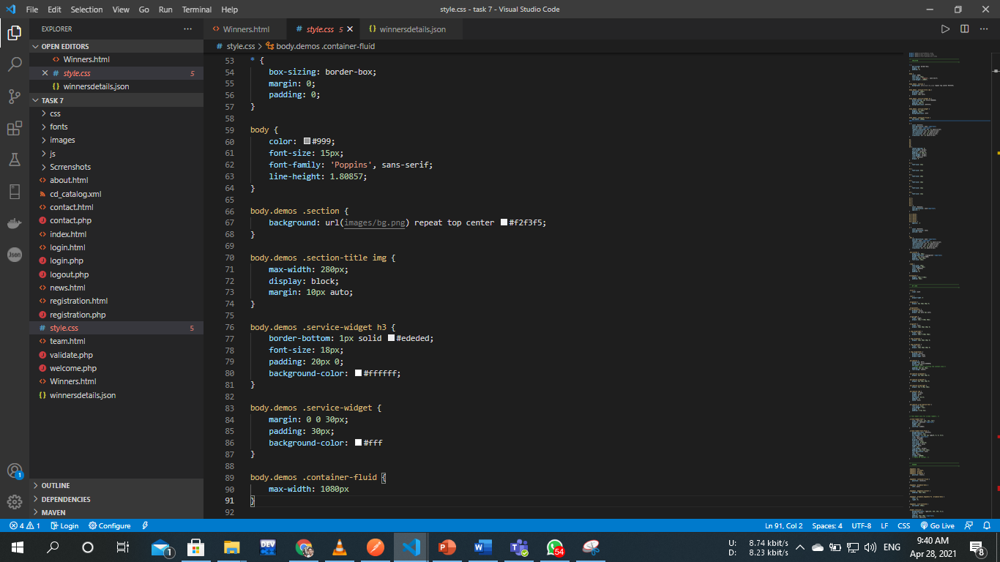 File Edit Selection View Go Run Terminal Help style.css - task 7 - Visual Studio Code
EXPLORER
Winners.html # style.css 5 {} winnersdetails.json
OPEN EDITORS
# style.css > body.demos .container-fluid
<> Winners.html
# style.css 5
{} winnersdetails.json
TASK 7
css
fonts
images
js
Scrrenshots
about.html
cd_catalog.xml
contact.html
contact.php
index.html
login.html
login.php
logout.php
news.html
registration.html
registration.php
# style.css 5
team.html
validate.php
welcome.php
Winners.html
{} winnersdetails.json
OUTLINE
DEPENDENCIES
MAVEN
Json
1
53 * {
54 box-sizing: border-box;
55 margin: 0;
56 padding: 0;
57 }
58
59 body {
60 color: #999;
61 font-size: 15px;
62 font-family: 'Poppins', sans-serif;
63 line-height: 1.80857;
64 }
65
66 body.demos .section {
67 background: url(images/bg.png) repeat top center #f2f3f5;
68 }
69
70 body.demos .section-title img {
71 max-width: 280px;
72 display: block;
73 margin: 10px auto;
74 }
75
76 body.demos .service-widget h3 {
77 border-bottom: 1px solid #ededed;
78 font-size: 18px;
79 padding: 20px 0;
80 background-color: #ffffff;
81 }
82
83 body.demos .service-widget {
84 margin: 0 0 30px;
85 padding: 30px;
86 background-color: #fff
87 }
88
89 body.demos .container-fluid {
90 max-width: 1080px
91 }
92
4 1 Login Configure Ln 91, Col 2 Spaces: 4 UTF-8 LF CSS Go Live
1 DEV 54 U: 8.74 kbit/s ENG 9:40 AM
D: 8.23 kbit/s Apr 28, 2021 8